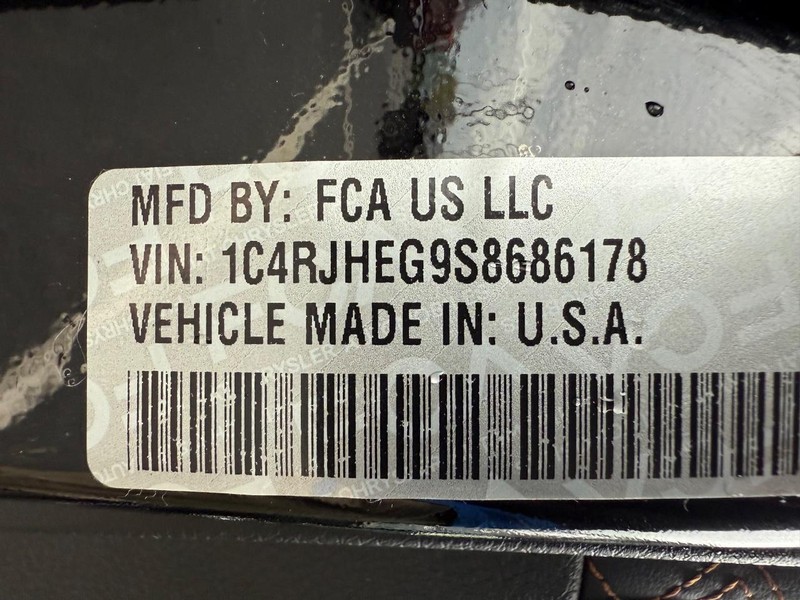 MFD BY: FCA US LLC
VIN: 1C4RJHEG9S8686178
VEHICLE MADE IN: U.S.A.